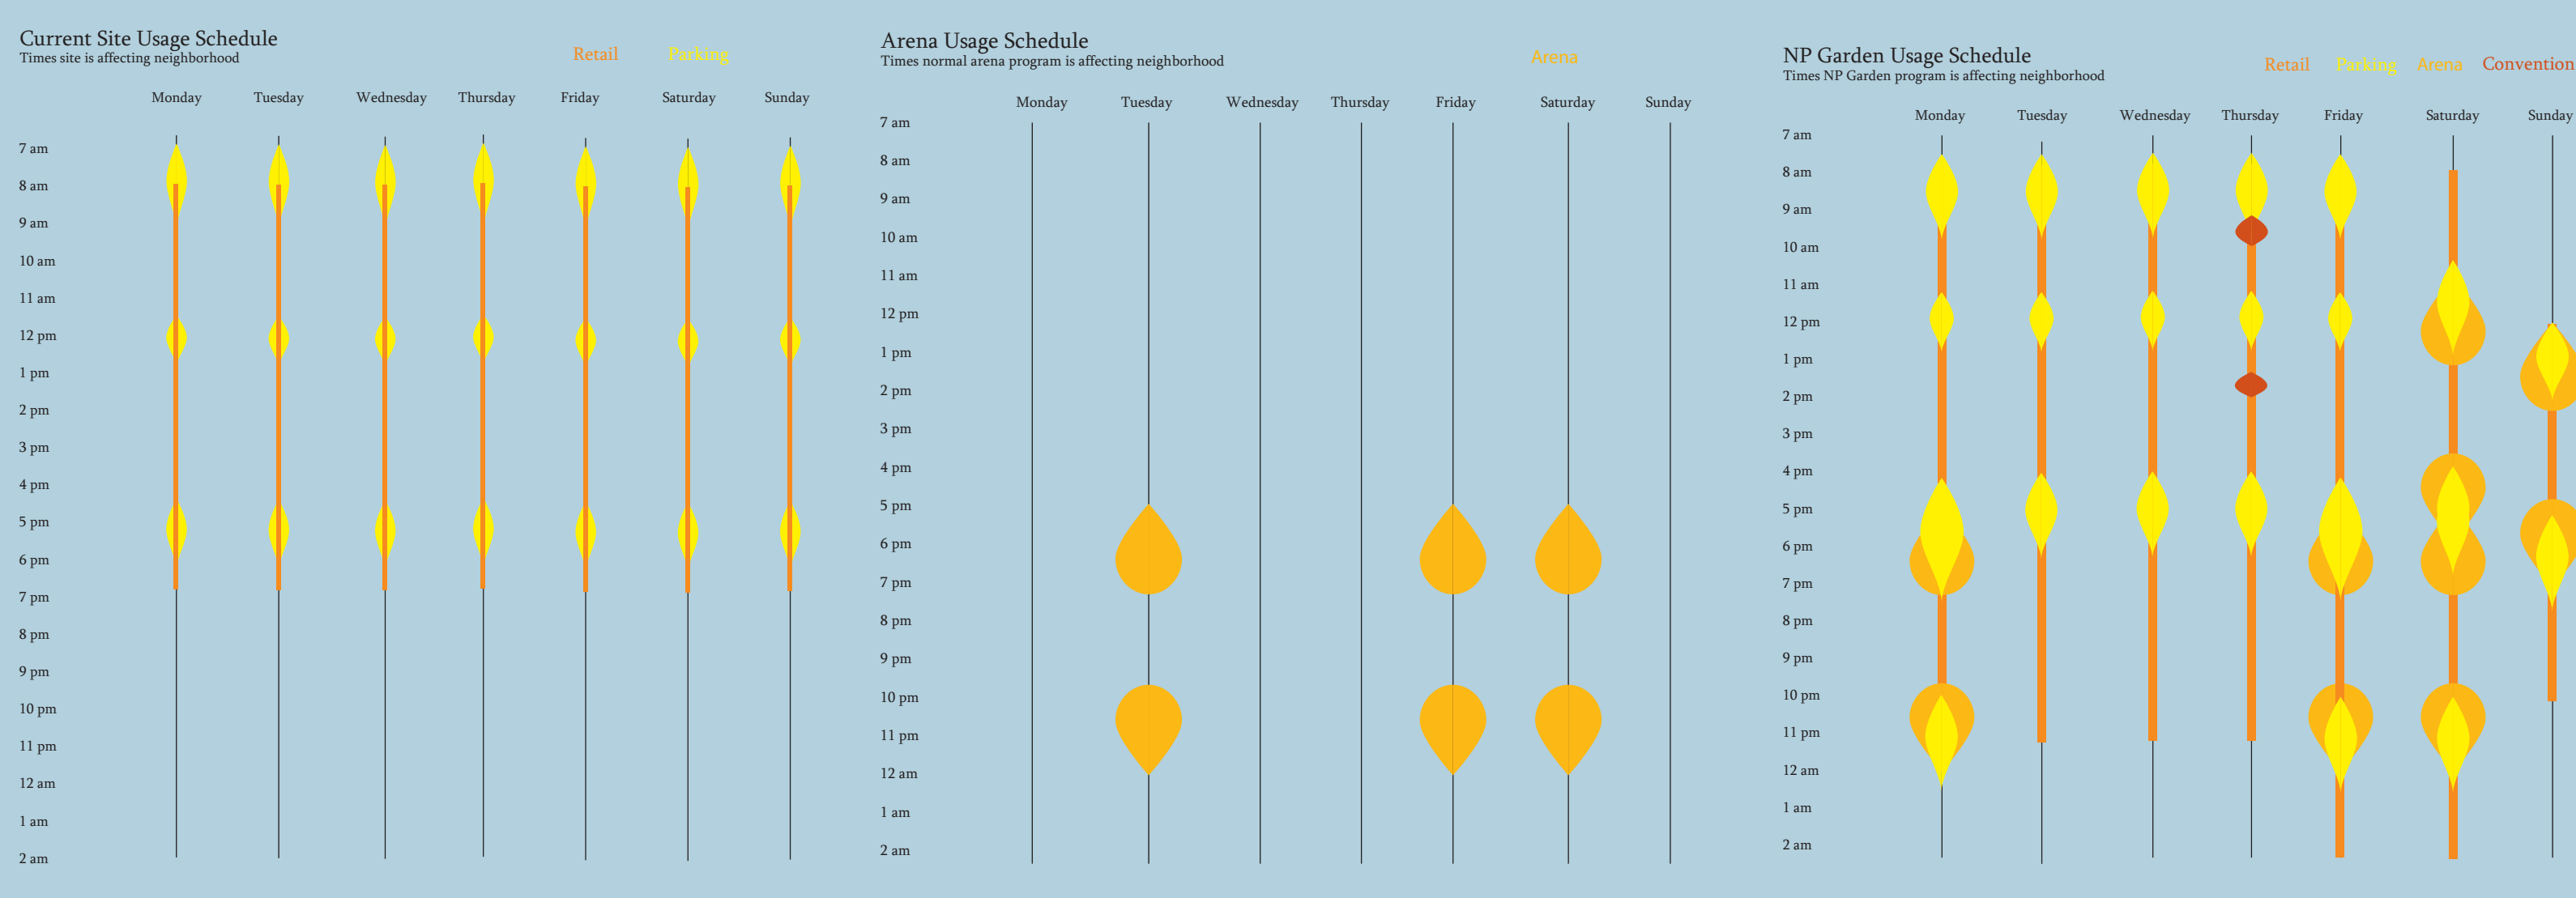 Current Site Usage Schedule
Times site is affecting neighborhood
Retail Parking
Monday Tuesday Wednesday Thursday Friday Saturday Sunday
7 am
8 am
9 am
10 am
11 am
12 pm
1 pm
2 pm
3 pm
4 pm
5 pm
6 pm
7 pm
8 pm
9 pm
10 pm
11 pm
12 am
1 am
2 am
Arena Usage Schedule
Times normal arena program is affecting neighborhood
Arena
Monday Tuesday Wednesday Thursday Friday Saturday Sunday
7 am
8 am
9 am
10 am
11 am
12 pm
1 pm
2 pm
3 pm
4 pm
5 pm
6 pm
7 pm
8 pm
9 pm
10 pm
11 pm
12 am
1 am
2 am
NP Garden Usage Schedule
Times NP Garden program is affecting neighborhood
Retail Parking Arena Convention
Monday Tuesday Wednesday Thursday Friday Saturday Sunday
7 am
8 am
9 am
10 am
11 am
12 pm
1 pm
2 pm
3 pm
4 pm
5 pm
6 pm
7 pm
8 pm
9 pm
10 pm
11 pm
12 am
1 am
2 am